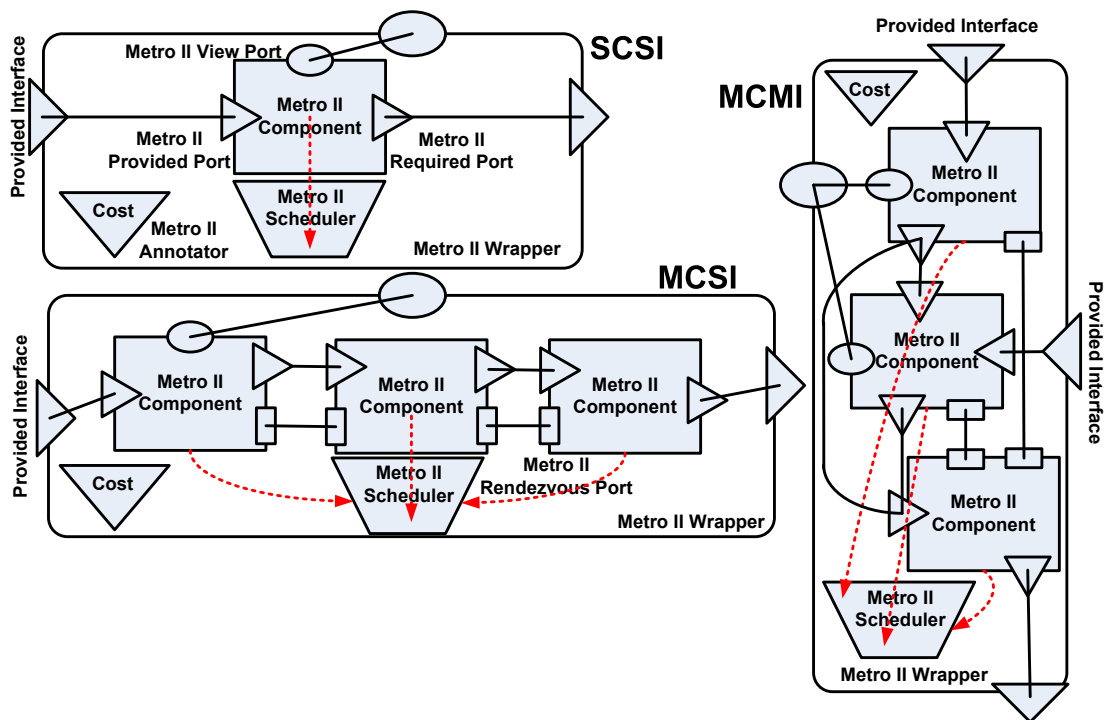 SCSI
Metro II View Port
Provided Interface
Metro II
Component
Metro II
Provided Port
Metro II
Required Port
Metro II
Scheduler
Cost
Metro II
Annotator
Metro II Wrapper
MCSI
Provided Interface
Metro II
Component
Metro II
Component
Metro II
Component
Cost
Metro II
Scheduler
Metro II
Rendezvous Port
Metro II Wrapper
MCMI
Provided Interface
Cost
Metro II
Component
Metro II
Component
Provided Interface
Metro II
Component
Metro II
Scheduler
Metro II Wrapper